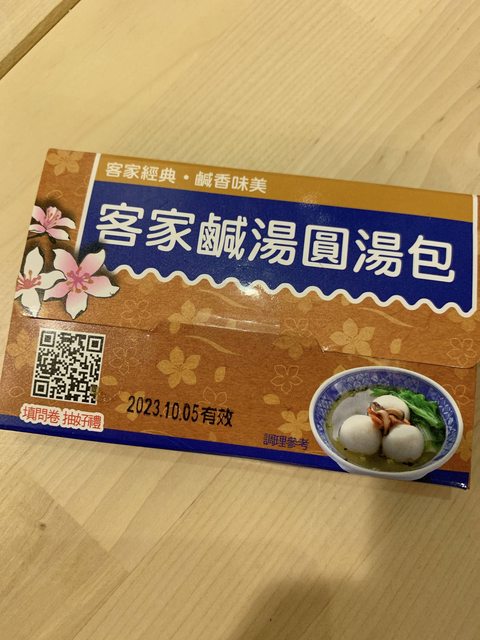 客家經典・鹹香味美
客家鹹湯圓湯包
填問卷 抽好禮
2023.10.05有效
調理參考